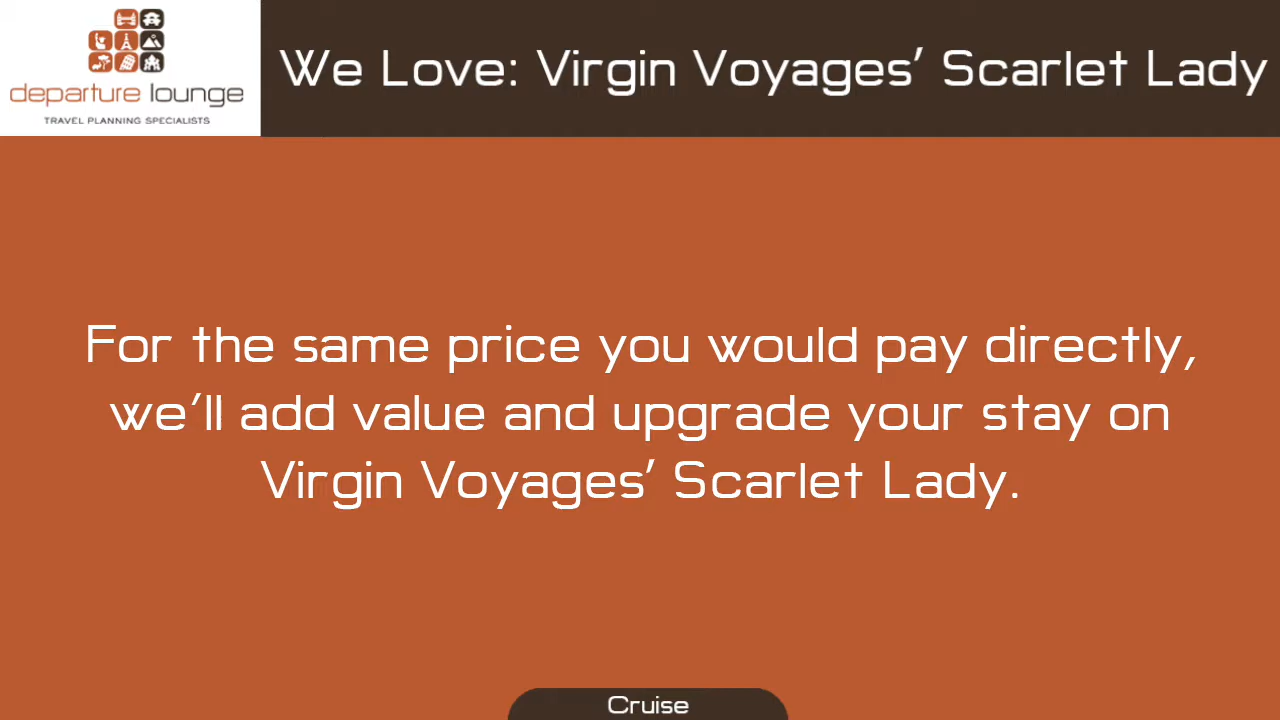 departure lounge
TRAVEL PLANNING SPECIALISTS
We Love: Virgin Voyages' Scarlet Lady
For the same price you would pay directly,
we'll add value and upgrade your stay on
Virgin Voyages' Scarlet Lady.
Cruise